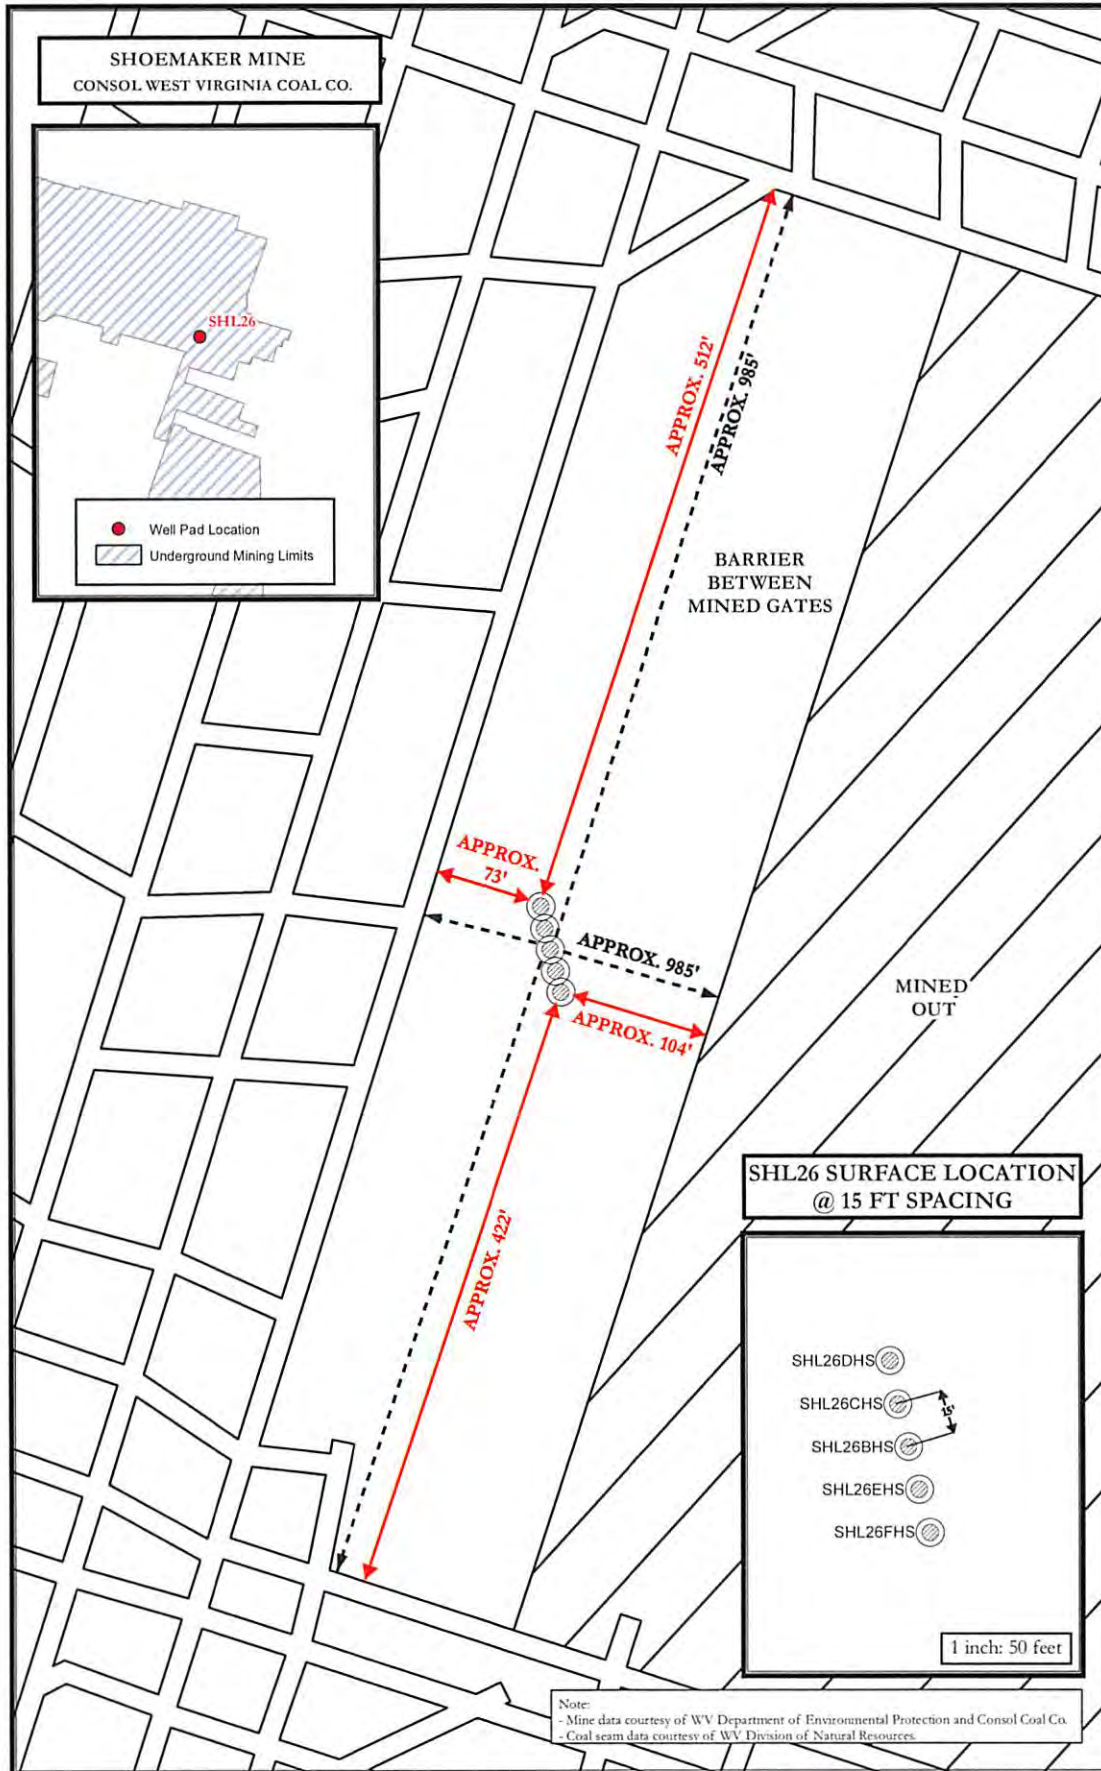 SHOEMAKER MINE
CONSOL WEST VIRGINIA COAL CO.
SHL26
Well Pad Location
Underground Mining Limits
APPROX. 512'
APPROX. 985'
BARRIER
BETWEEN
MINED GATES
APPROX.
73'
APPROX. 985'
APPROX. 104'
MINED
OUT
APPROX. 422'
SHL26 SURFACE LOCATION
@ 15 FT SPACING
SHL26DHS
SHL26CHS
15'
SHL26BHS
SHL26EHS
SHL26FHS
1 inch: 50 feet
Note:
- Mine data courtesy of WV Department of Environmental Protection and Consol Coal Co.
- Coal seam data courtesy of WV Division of Natural Resources.